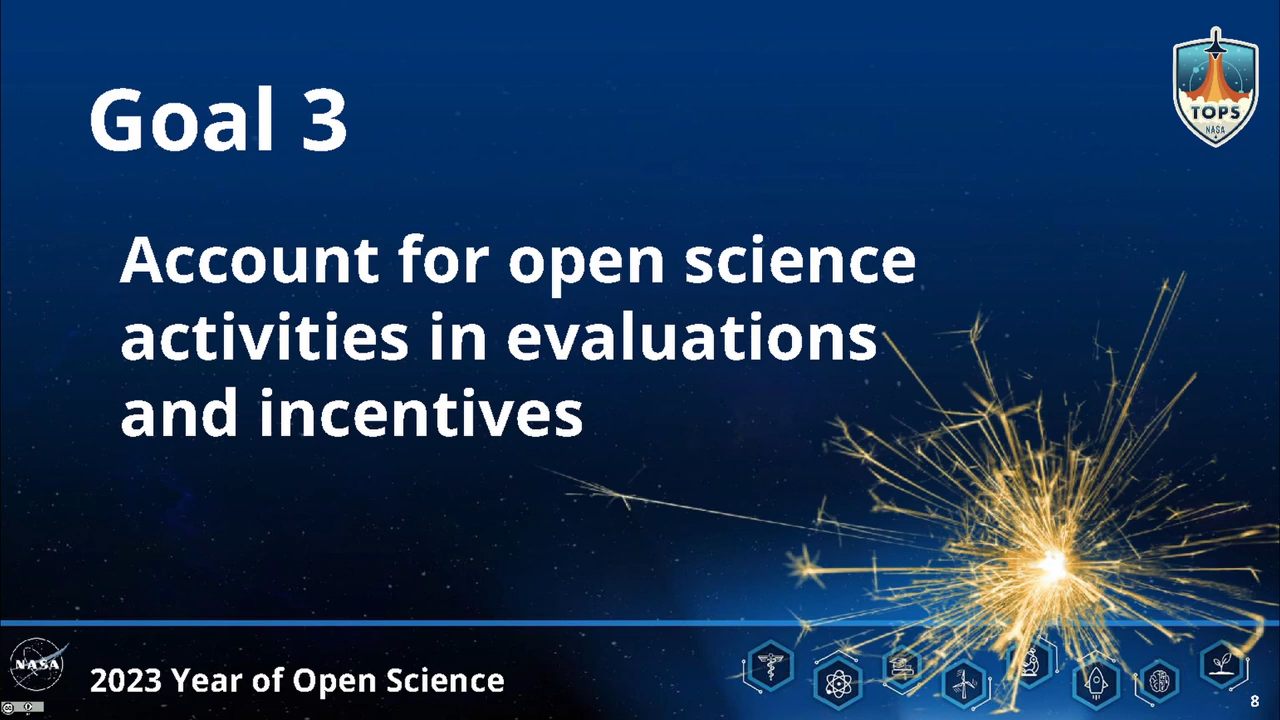 Goal 3
TOPS
NASA
Account for open science
activities in evaluations
and incentives
NASA
2023 Year of Open Science
8